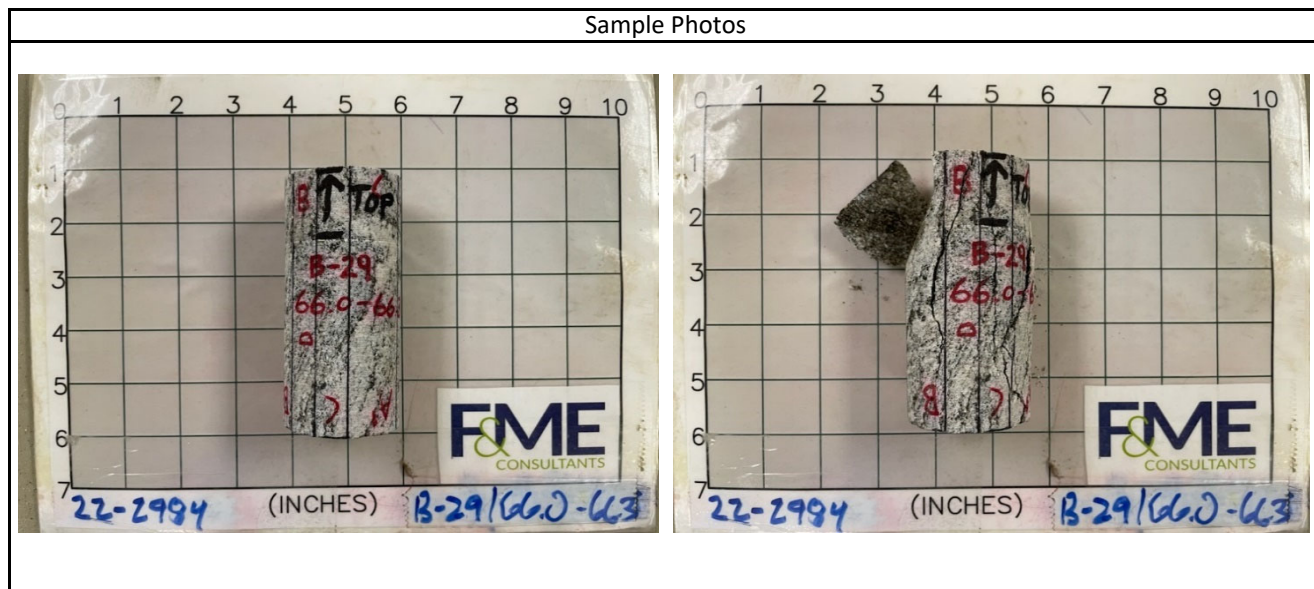 Sample Photos
0 1 2 3 4 5 6 7 8 9 10
1
2
3
4
5
6
7
B ↑ Top
B-29
66.0-66.
B C A
F&ME
CONSULTANTS
22-2984 (INCHES) B-29/66.0-66.3
0 1 2 3 4 5 6 7 8 9 10
1
2
3
4
5
6
7
B ↑ To
B-29
66.0-
B C
F&ME
CONSULTANTS
22-2984 (INCHES) B-29/66.0-66.3